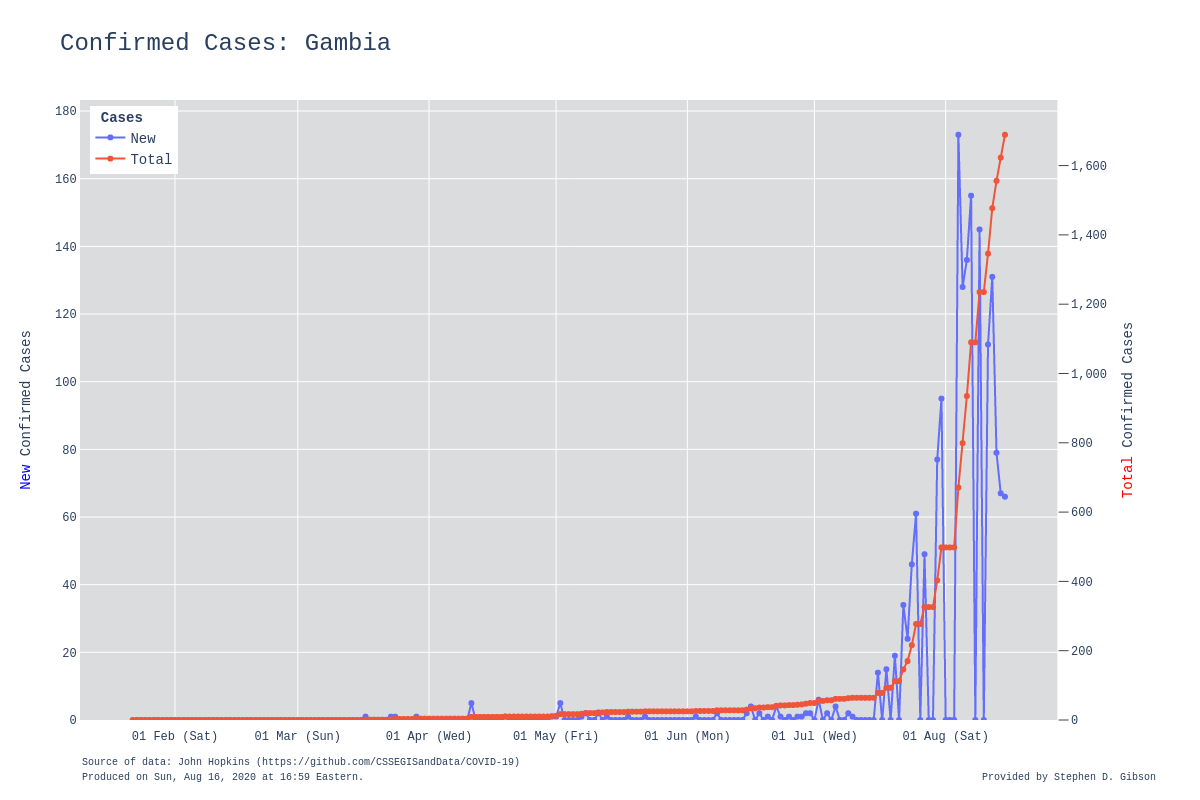 Confirmed Cases: Gambia
Cases
New
Total
180
160
140
120
100
80
60
40
20
0
1,600
1,400
1,200
1,000
800
600
400
200
0
New Confirmed Cases
Total Confirmed Cases
01 Feb (Sat) 01 Mar (Sun) 01 Apr (Wed) 01 May (Fri) 01 Jun (Mon) 01 Jul (Wed) 01 Aug (Sat)
Source of data: John Hopkins (https://github.com/CSSEGISandData/COVID-19)
Produced on Sun, Aug 16, 2020 at 16:59 Eastern.
Provided by Stephen D. Gibson